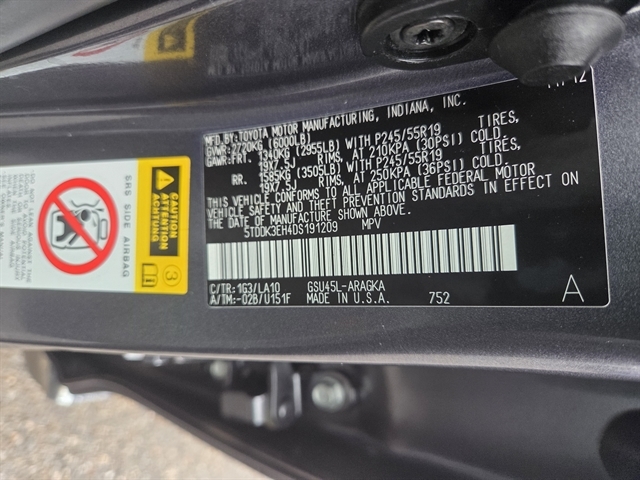 12
MFD.BY:TOYOTA MOTOR MANUFACTURING, INDIANA, INC.
GVWR:2720KG(6000LB)
GAWR:FRT. 1340KG(2955LB)WITH P245/55R19 TIRES,
19X7.5J RIMS, AT 210KPA (30PSI) COLD.
RR. 1585KG(3505LB)WITH P245/55R19 TIRES,
19X7.5J RIMS, AT 250KPA (36PSI) COLD.
THIS VEHICLE CONFORMS TO ALL APPLICABLE FEDERAL MOTOR
VEHICLE SAFETY AND THEFT PREVENTION STANDARDS IN EFFECT ON
THE DATE OF MANUFACTURE SHOWN ABOVE.
5TDDK3EH4DS191209 MPV
C/TR:1G3/LA10 GSU45L-ARAGKA
A/TM:-02B/U151F MADE IN U.S.A. 752 A
SRS SIDE AIRBAG
CAUTION
ATTENTION
ACHTUNG
3